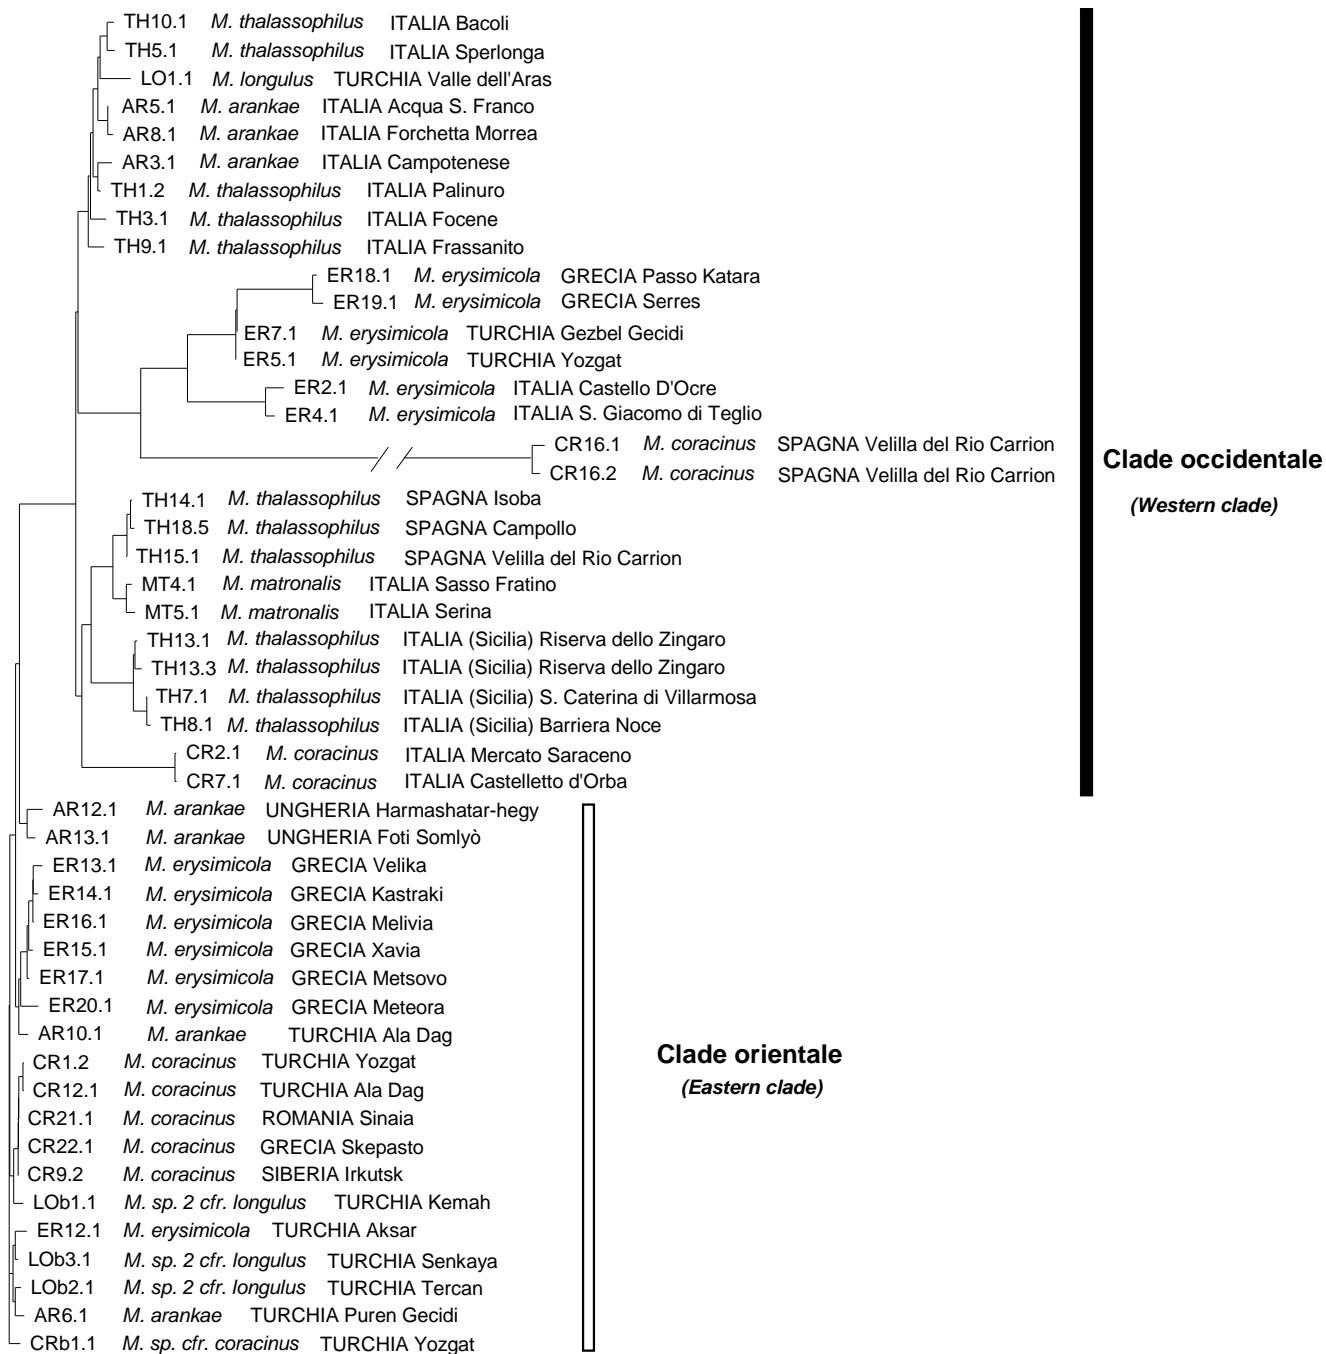 TH10.1 M. thalassophilus ITALIA Bacoli
TH5.1 M. thalassophilus ITALIA Sperlonga
LO1.1 M. longulus TURCHIA Valle dell'Aras
AR5.1 M. arankae ITALIA Acqua S. Franco
AR8.1 M. arankae ITALIA Forchetta Morrea
AR3.1 M. arankae ITALIA Campotenese
TH1.2 M. thalassophilus ITALIA Palinuro
TH3.1 M. thalassophilus ITALIA Focene
TH9.1 M. thalassophilus ITALIA Frassanito
ER18.1 M. erysimicola GRECIA Passo Katara
ER19.1 M. erysimicola GRECIA Serres
ER7.1 M. erysimicola TURCHIA Gezbel Gecidi
ER5.1 M. erysimicola TURCHIA Yozgat
ER2.1 M. erysimicola ITALIA Castello D'Ocre
ER4.1 M. erysimicola ITALIA S. Giacomo di Teglio
CR16.1 M. coracinus SPAGNA Velilla del Rio Carrion
CR16.2 M. coracinus SPAGNA Velilla del Rio Carrion
Clade occidentale
(Western clade)
TH14.1 M. thalassophilus SPAGNA Isoba
TH18.5 M. thalassophilus SPAGNA Campollo
TH15.1 M. thalassophilus SPAGNA Velilla del Rio Carrion
MT4.1 M. matronalis ITALIA Sasso Fratino
MT5.1 M. matronalis ITALIA Serina
TH13.1 M. thalassophilus ITALIA (Sicilia) Riserva dello Zingaro
TH13.3 M. thalassophilus ITALIA (Sicilia) Riserva dello Zingaro
TH7.1 M. thalassophilus ITALIA (Sicilia) S. Caterina di Villarmosa
TH8.1 M. thalassophilus ITALIA (Sicilia) Barriera Noce
CR2.1 M. coracinus ITALIA Mercato Saraceno
CR7.1 M. coracinus ITALIA Castelletto d'Orba
AR12.1 M. arankae UNGHERIA Harmashatar-hegy
AR13.1 M. arankae UNGHERIA Foti Somlyò
ER13.1 M. erysimicola GRECIA Velika
ER14.1 M. erysimicola GRECIA Kastraki
ER16.1 M. erysimicola GRECIA Melivia
ER15.1 M. erysimicola GRECIA Xavia
ER17.1 M. erysimicola GRECIA Metsovo
ER20.1 M. erysimicola GRECIA Meteora
AR10.1 M. arankae TURCHIA Ala Dag
CR1.2 M. coracinus TURCHIA Yozgat
CR12.1 M. coracinus TURCHIA Ala Dag
Clade orientale
(Eastern clade)
CR21.1 M. coracinus ROMANIA Sinaia
CR22.1 M. coracinus GRECIA Skepasto
CR9.2 M. coracinus SIBERIA Irkutsk
LOb1.1 M. sp. 2 cfr. longulus TURCHIA Kemah
ER12.1 M. erysimicola TURCHIA Aksar
LOb3.1 M. sp. 2 cfr. longulus TURCHIA Senkaya
LOb2.1 M. sp. 2 cfr. longulus TURCHIA Tercan
AR6.1 M. arankae TURCHIA Puren Gecidi
CRb1.1 M. sp. cfr. coracinus TURCHIA Yozgat